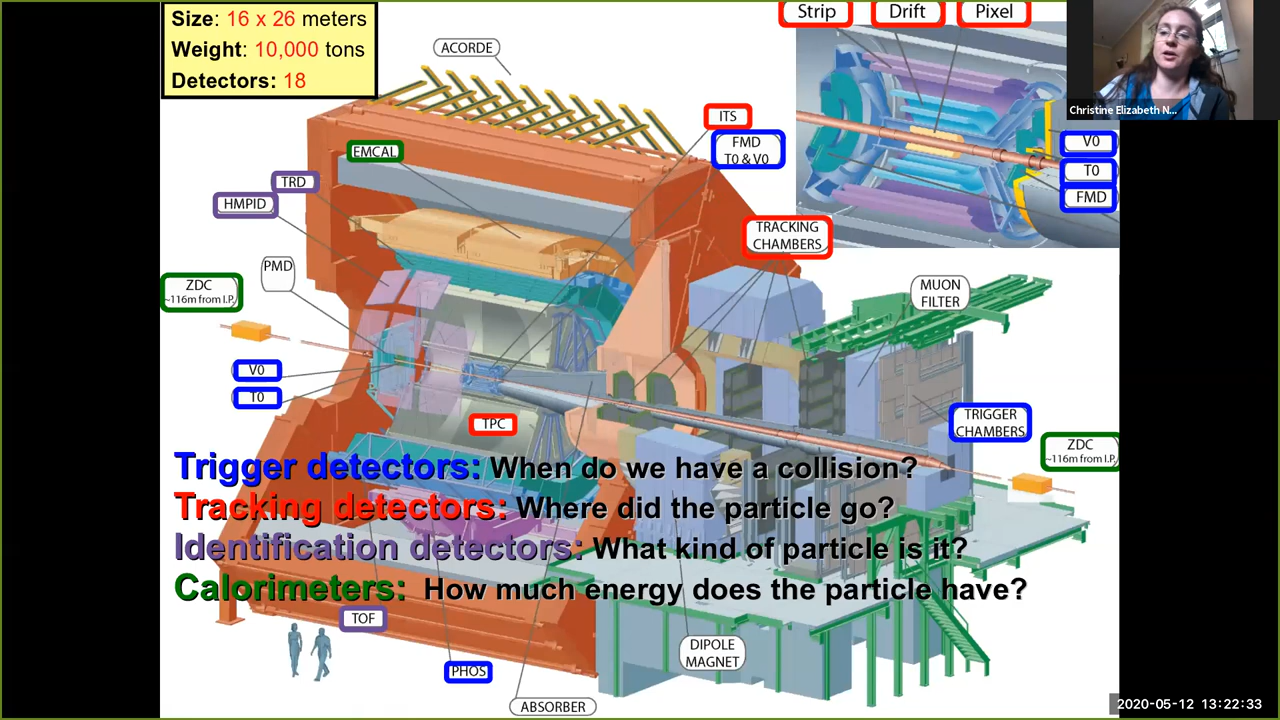 Size: 16 x 26 meters
Weight: 10,000 tons
Detectors: 18
Strip
Drift
Pixel
Christine Elizabeth N...
ACORDE
ITS
FMD
T0 & V0
EMCAL
TRD
HMPID
V0
T0
FMD
TRACKING
CHAMBERS
PMD
ZDC
~116m from I.P.
MUON
FILTER
V0
T0
TPC
TRIGGER
CHAMBERS
ZDC
~116m from I.P.
Trigger detectors: When do we have a collision?
Tracking detectors: Where did the particle go?
Identification detectors: What kind of particle is it?
Calorimeters: How much energy does the particle have?
TOF
PHOS
DIPOLE
MAGNET
ABSORBER
2020-05-12 13:22:33